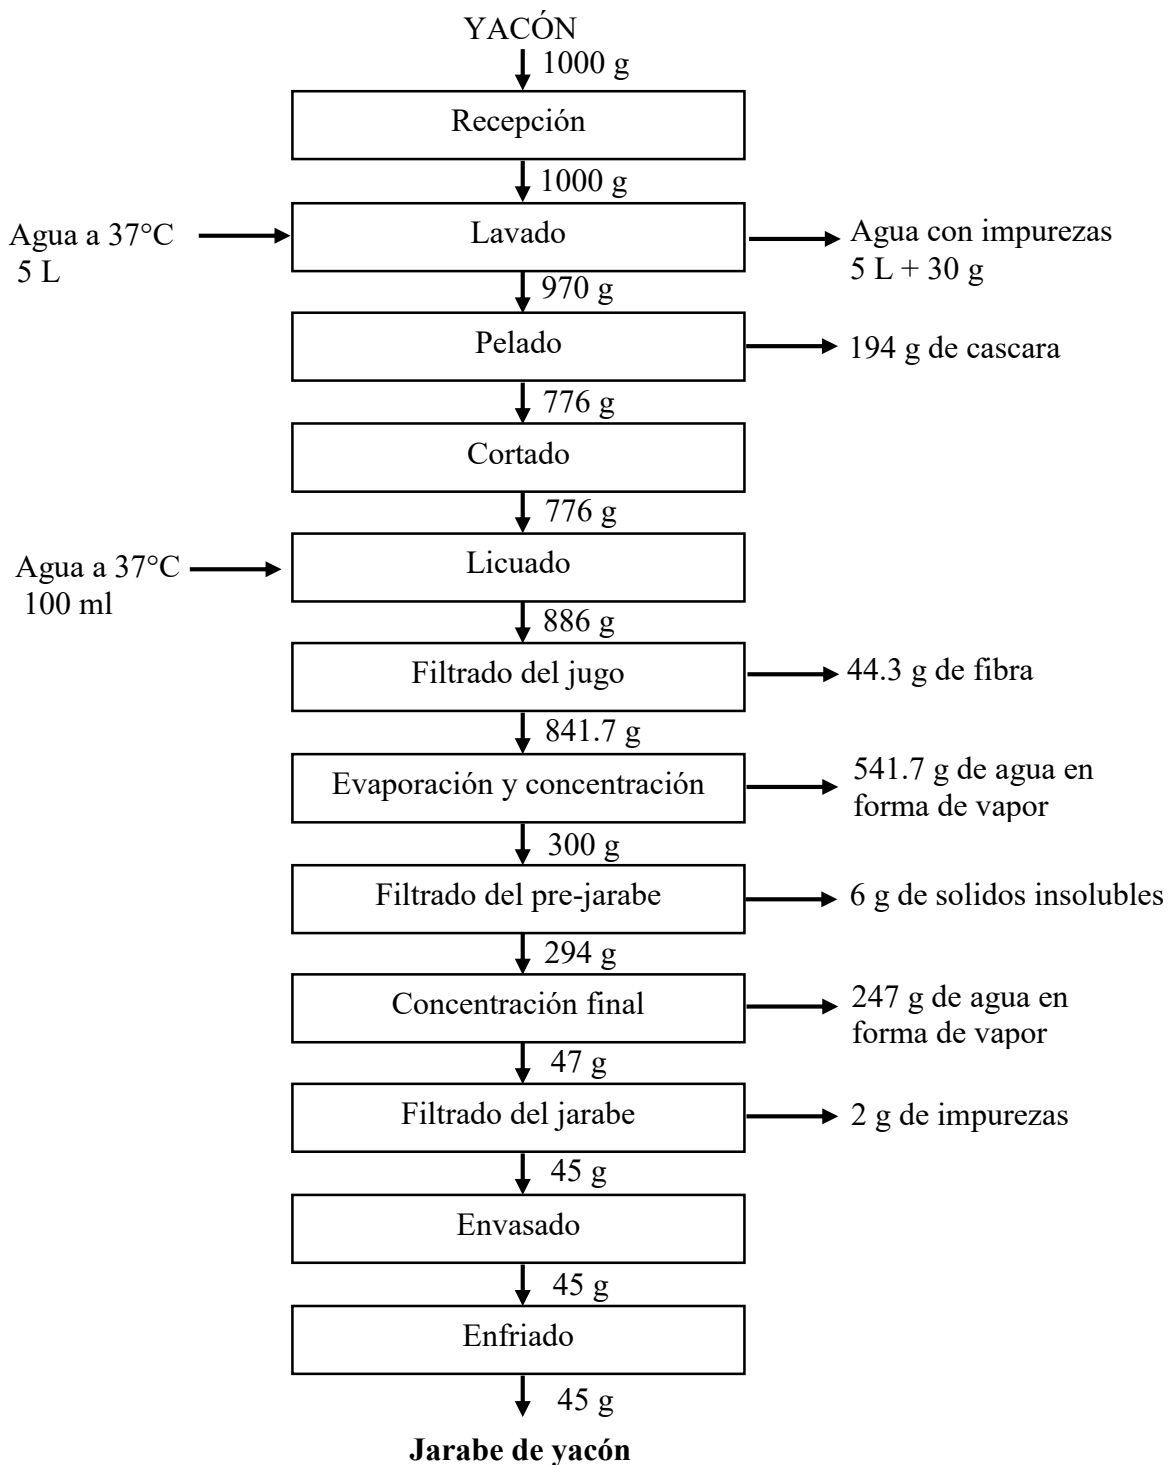 YACÓN
1000 g
Recepción
1000 g
Agua a 37°C
5 L
Lavado
Agua con impurezas
5 L + 30 g
970 g
Pelado
194 g de cascara
776 g
Cortado
776 g
Agua a 37°C
100 ml
Licuado
886 g
Filtrado del jugo
44.3 g de fibra
841.7 g
Evaporación y concentración
541.7 g de agua en
forma de vapor
300 g
Filtrado del pre-jarabe
6 g de solidos insolubles
294 g
Concentración final
247 g de agua en
forma de vapor
47 g
Filtrado del jarabe
2 g de impurezas
45 g
Envasado
45 g
Enfriado
45 g
Jarabe de yacón